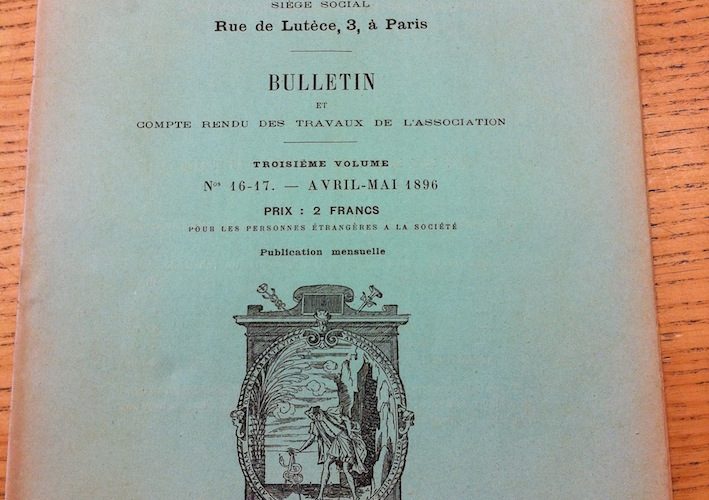 SIÈGE SOCIAL
Rue de Lutèce, 3, à Paris
BULLETIN
ET
COMPTE RENDU DES TRAVAUX DE L'ASSOCIATION
TROISIÈME VOLUME
Nos 16-17. — AVRIL-MAI 1896
PRIX : 2 FRANCS
POUR LES PERSONNES ÉTRANGÈRES A LA SOCIÉTÉ
Publication mensuelle